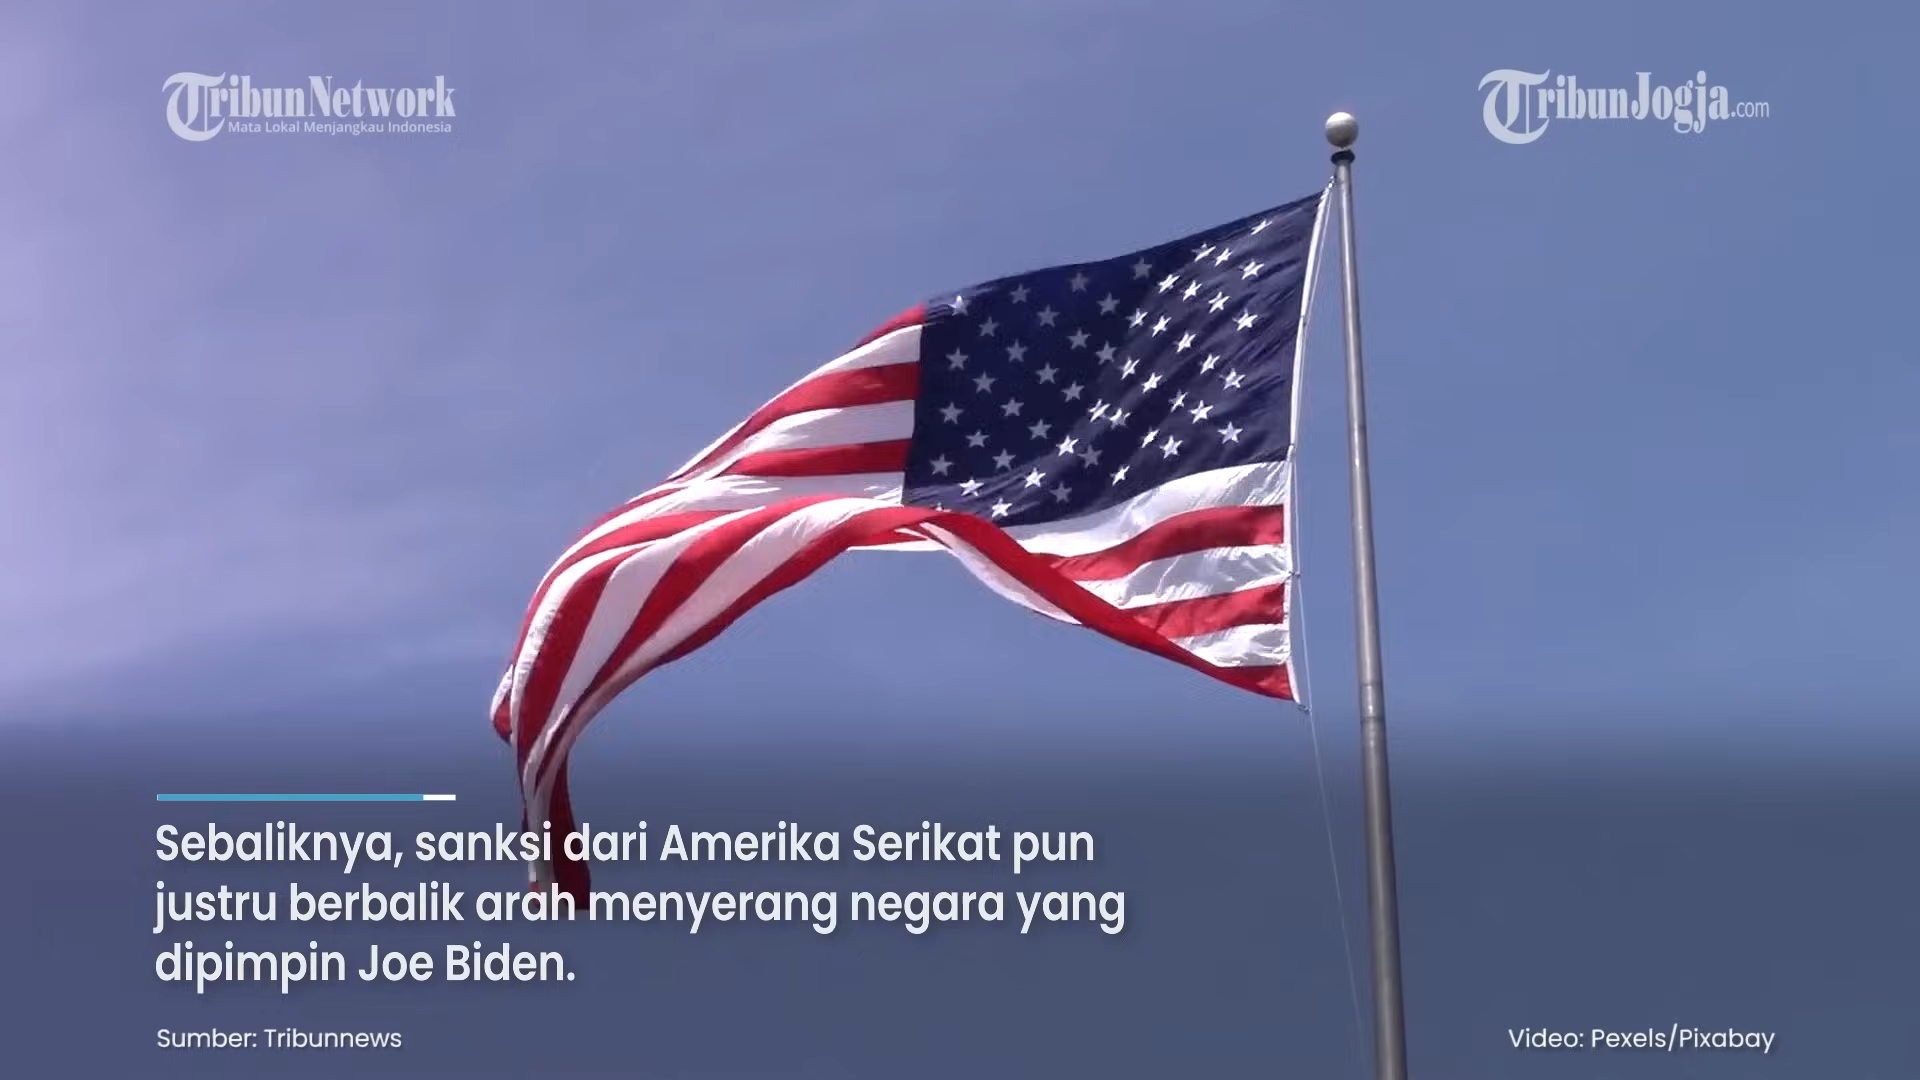 TribunNetwork
Mata Lokal Menjangkau Indonesia
TribunJogja.com
Sebaliknya, sanksi dari Amerika Serikat pun
justru berbalik arah menyerang negara yang
dipimpin Joe Biden.
Sumber: Tribunnews
Video: Pexels/Pixabay